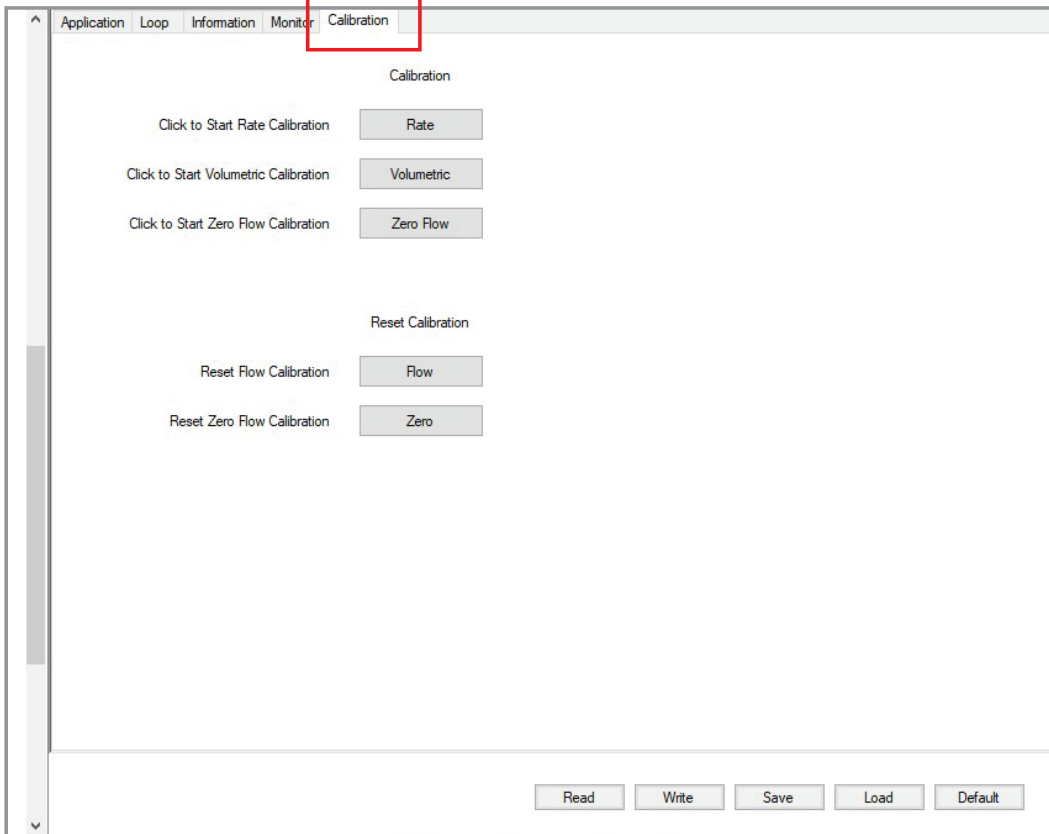 Application Loop Information Monitor Calibration
Calibration
Click to Start Rate Calibration Rate
Click to Start Volumetric Calibration Volumetric
Click to Start Zero Flow Calibration Zero Flow
Reset Calibration
Reset Flow Calibration Flow
Reset Zero Flow Calibration Zero
Read Write Save Load Default